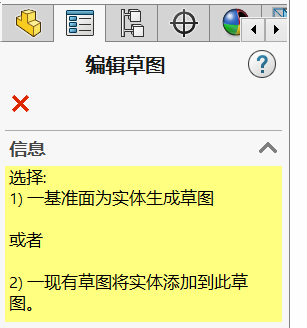 编辑草图
?
信息
选择:
1) 一基准面为实体生成草图
或者
2) 一现有草图将实体添加到此草
图。